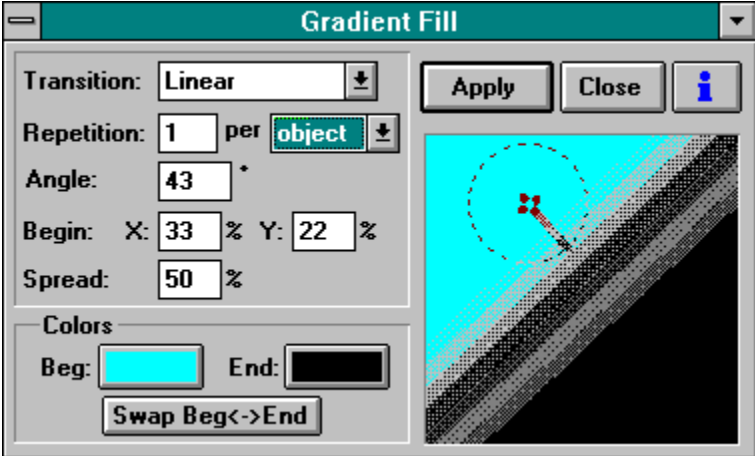 Gradient Fill
Transition: Linear
Repetition: 1 per object
Angle: 43 °
Begin: X: 33 % Y: 22 %
Spread: 50 %
Colors
Beg: End:
Swap Beg<->End
Apply Close i